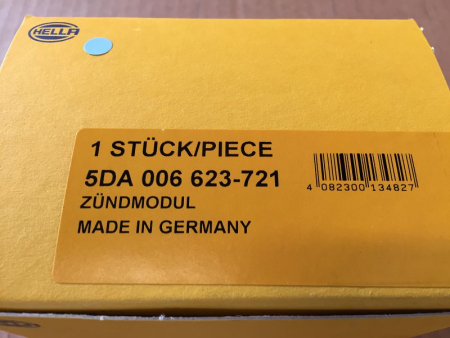 HELLA
1 STÜCK/PIECE
5DA 006 623-721
ZÜNDMODUL
MADE IN GERMANY
4 082300 134827